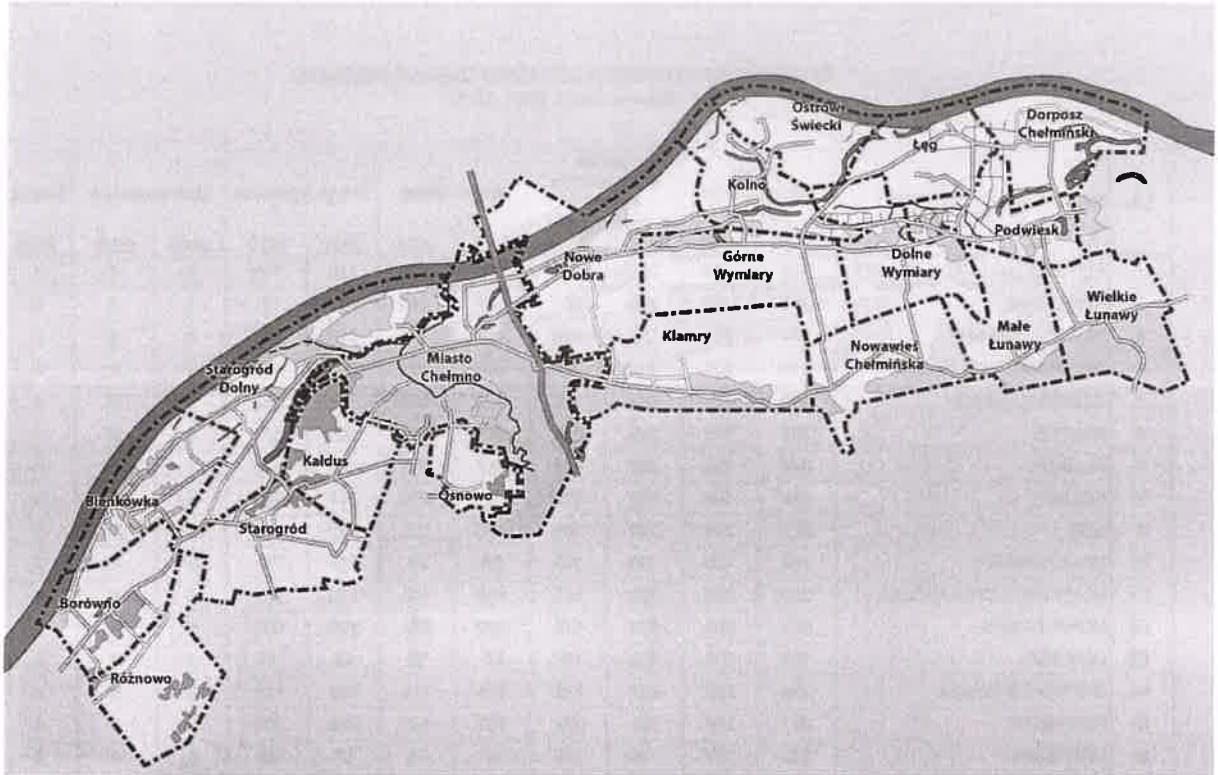 Ostrów
Świecki
Dorposz
Chełmiński
Łęg
Kolno
Podwiesk
Nowe
Dobra
Górne
Wymiary
Dolne
Wymiary
Wielkie
Łunawy
Klamry
Małe
Łunawy
Nowawieś
Chełmińska
Miasto
Chełmno
Starogród
Dolny
Kałdus
Osnowo
Bieńkówka
Starogród
Borówno
Różnowo